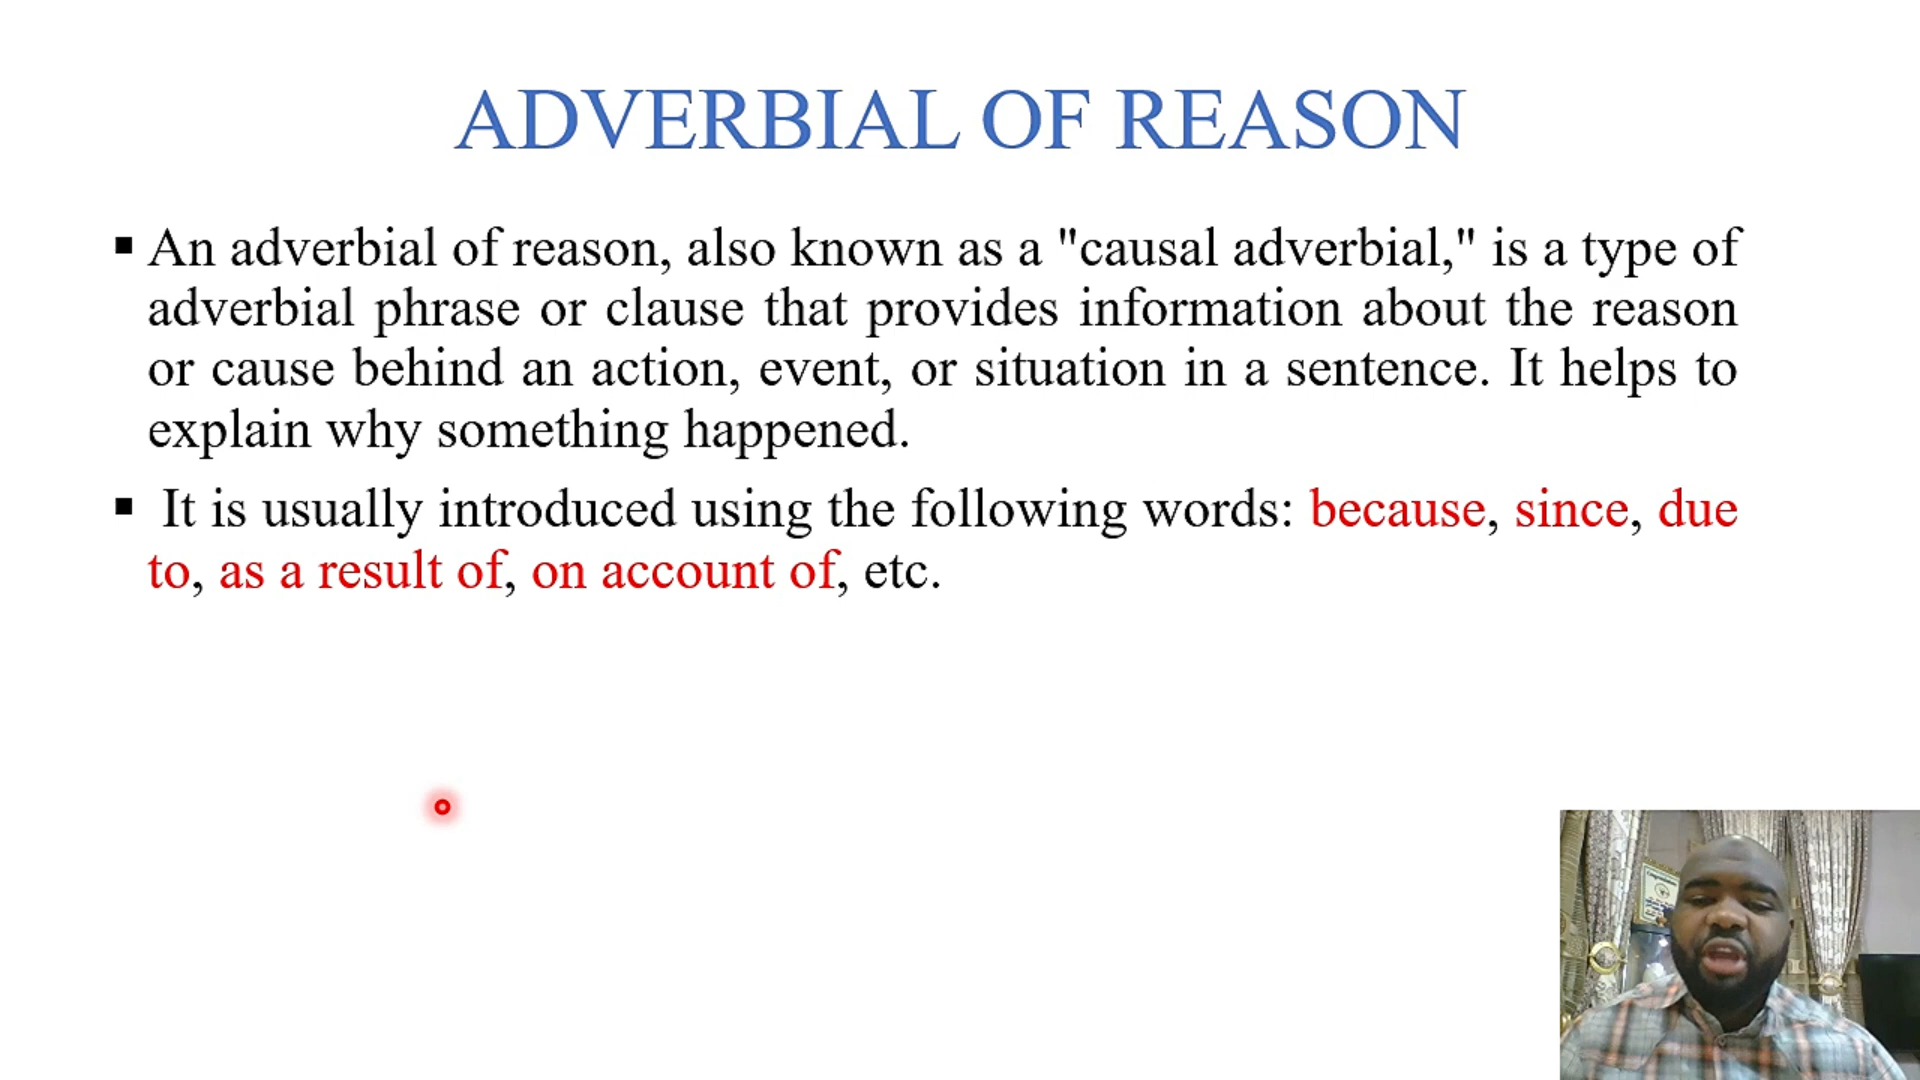 ADVERBIAL OF REASON
▪ An adverbial of reason, also known as a "causal adverbial," is a type of
adverbial phrase or clause that provides information about the reason
or cause behind an action, event, or situation in a sentence. It helps to
explain why something happened.
▪ It is usually introduced using the following words: because, since, due
to, as a result of, on account of, etc.